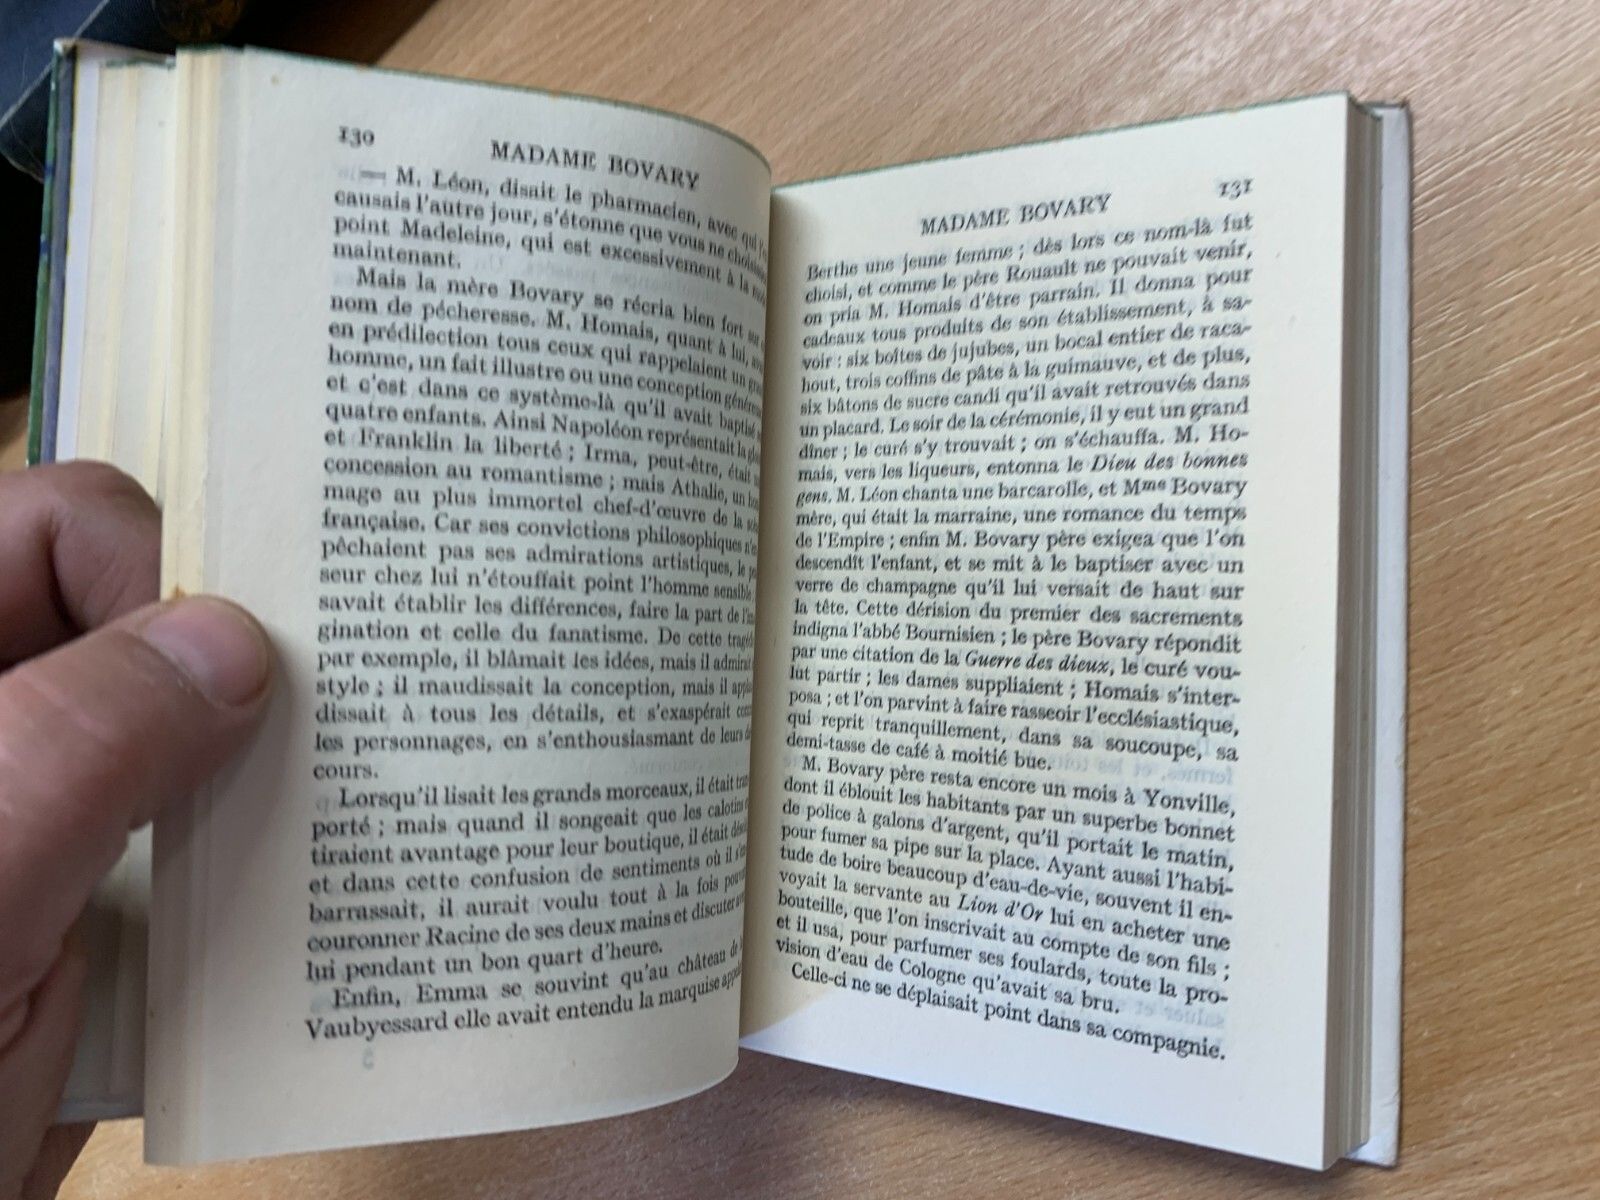 130
MADAME BOVARY
— M. Léon, disait le pharmacien, avec qui j'en
causais l'autre jour, s'étonne que vous ne choisissiez
point Madeleine, qui est excessivement à la mode
maintenant.
Mais la mère Bovary se récria bien fort sur
nom de pécheresse. M. Homais, quant à lui,
en prédilection tous ceux qui rappelaient un
homme, un fait illustre ou une conception
et c'est dans ce système-là qu'il avait baptisé
quatre enfants. Ainsi Napoléon représentait la
et Franklin la liberté ; Irma, peut-être, était
concession au romantisme ; mais Athalie, un
mage au plus immortel chef-d'œuvre de la
française. Car ses convictions philosophiques
pêchaient pas ses admirations artistiques, le
seur chez lui n'étouffait point l'homme sensible
savait établir les différences, faire la part de
gination et celle du fanatisme. De cette
par exemple, il blâmait les idées, mais il
style ; il maudissait la conception, mais il
dissait à tous les détails, et s'exaspérait
les personnages, en s'enthousiasmant de leurs
cours.
Lorsqu'il lisait les grands morceaux, il était
porté ; mais quand il songeait que les calotins
tiraient avantage pour leur boutique, il était
et dans cette confusion de sentiments où il
barrassait, il aurait voulu tout à la fois
couronner Racine de ses deux mains et discuter
lui pendant un bon quart d'heure.
Enfin, Emma se souvint qu'au château de
Vaubyessard elle avait entendu la marquise
MADAME BOVARY
131
Berthe une jeune femme ; dès lors ce nom-là fut
choisi, et comme le père Rouault ne pouvait venir,
on pria M. Homais d'être parrain. Il donna pour
cadeaux tous produits de son établissement, à sa-
voir : six boîtes de jujubes, un bocal entier de raca-
hout, trois coffins de pâte à la guimauve, et de plus,
six bâtons de sucre candi qu'il avait retrouvés dans
un placard. Le soir de la cérémonie, il y eut un grand
dîner ; le curé s'y trouvait ; on s'échauffa. M. Ho-
mais, vers les liqueurs, entonna le Dieu des bonnes
gens. M. Léon chanta une barcarolle, et Mme Bovary
mère, qui était la marraine, une romance du temps
de l'Empire ; enfin M. Bovary père exigea que l'on
descendît l'enfant, et se mit à le baptiser avec un
verre de champagne qu'il lui versait de haut sur
la tête. Cette dérision du premier des sacrements
indigna l'abbé Bournisien ; le père Bovary répondit
par une citation de la Guerre des dieux, le curé vou-
lut partir ; les dames suppliaient ; Homais s'inter-
posa ; et l'on parvint à faire rasseoir l'ecclésiastique,
qui reprit tranquillement, dans sa soucoupe, sa
demi-tasse de café à moitié bue.
M. Bovary père resta encore un mois à Yonville,
dont il éblouit les habitants par un superbe bonnet
de police à galons d'argent, qu'il portait le matin,
pour fumer sa pipe sur la place. Ayant aussi l'habi-
tude de boire beaucoup d'eau-de-vie, souvent il en-
voyait la servante au Lion d'Or lui en acheter une
bouteille, que l'on inscrivait au compte de son fils ;
et il usa, pour parfumer ses foulards, toute la pro-
vision d'eau de Cologne qu'avait sa bru.
Celle-ci ne se déplaisait point dans sa compagnie.